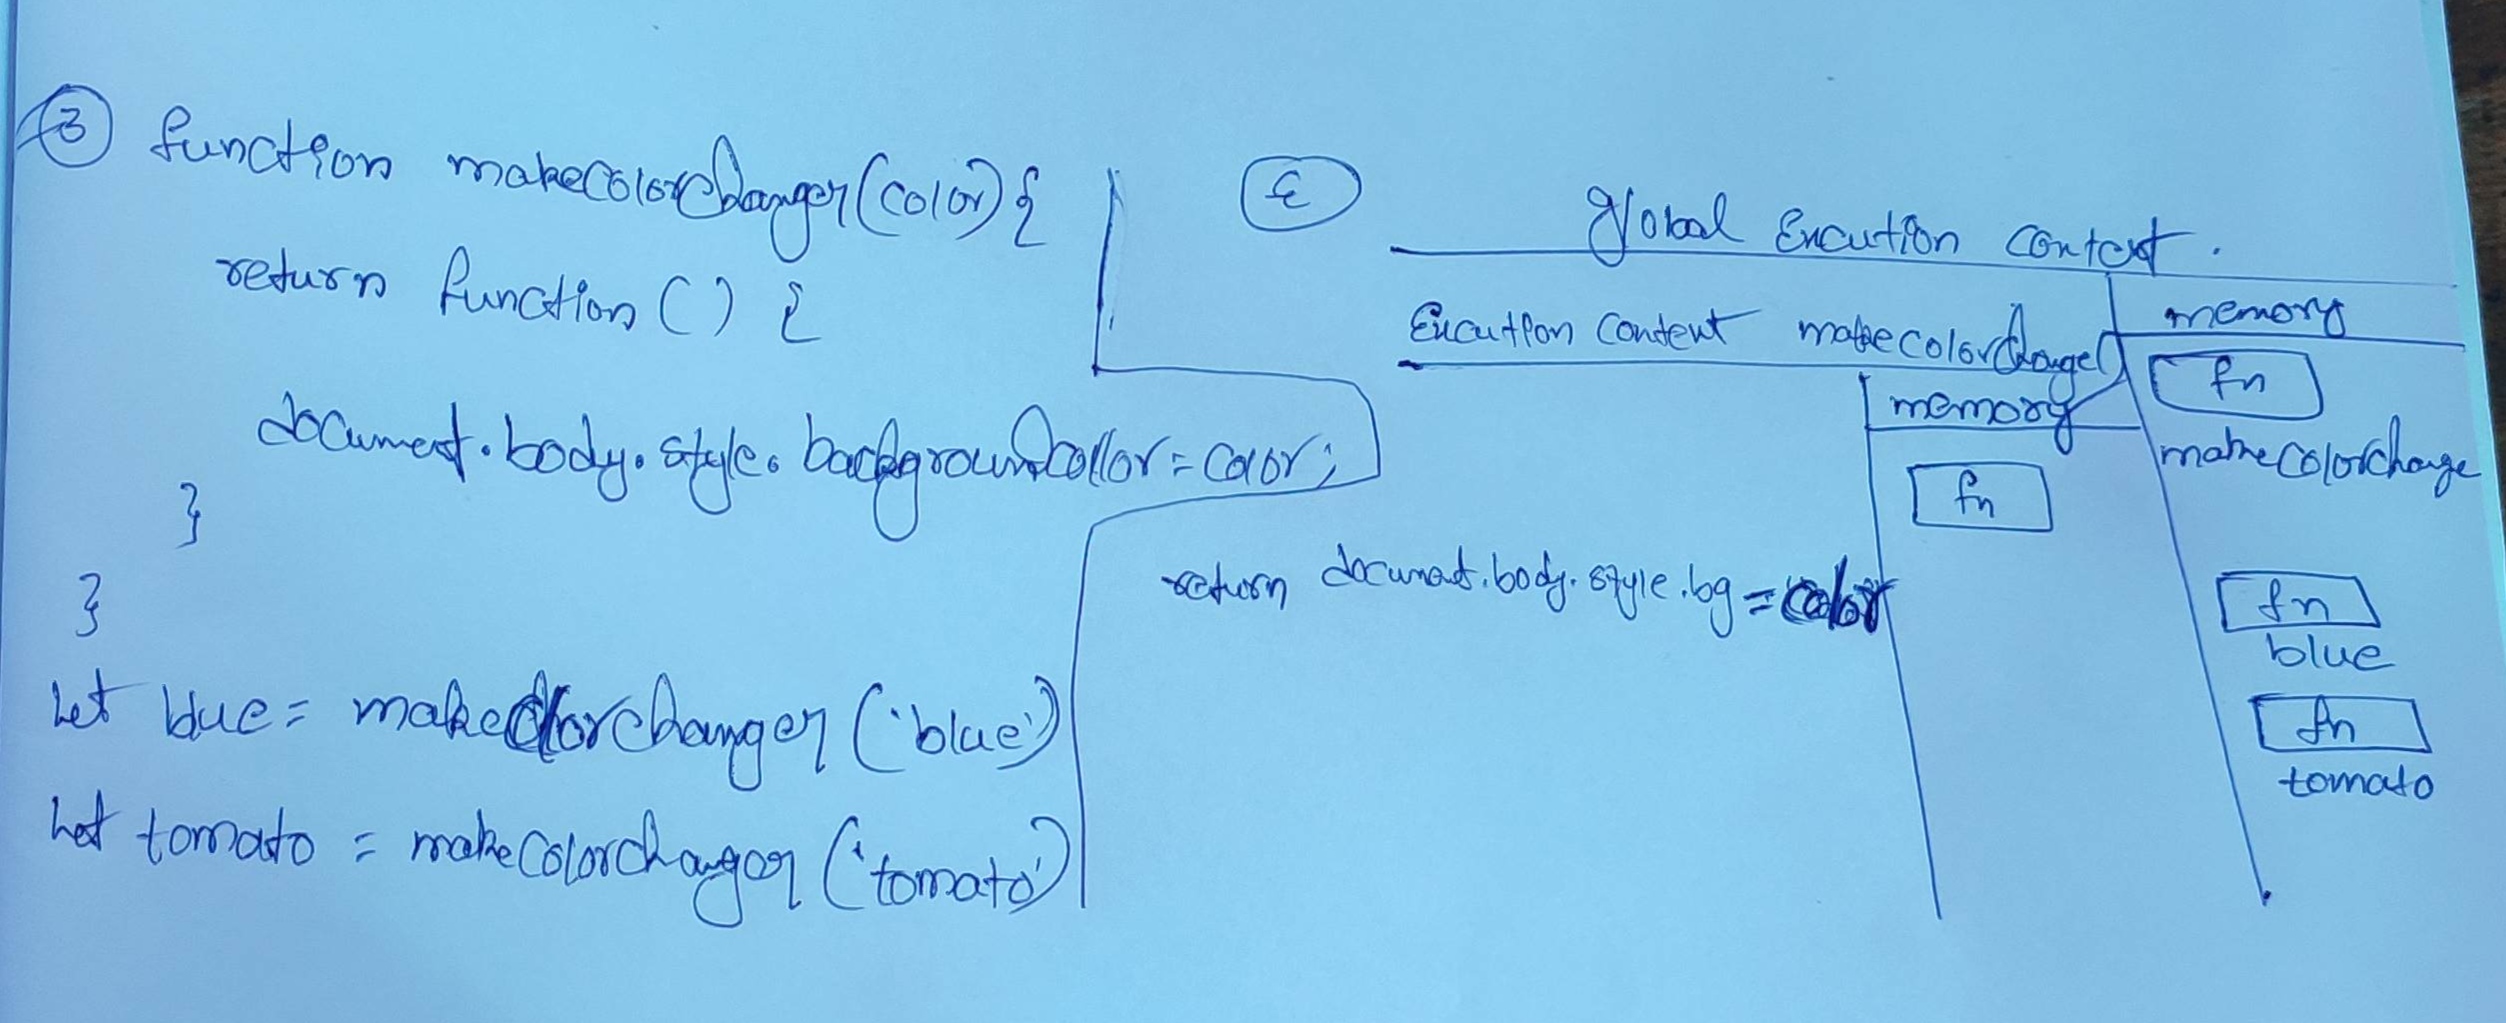 3 function makecolorchanger(color) {
return function () {
document.body.style.backgroundcollor = color;
}
}
let blue = makecolorchanger ('blue')
let tomato = makecolorchanger ('tomato')
global Excution context.
Excution Content makecolorchange()
memory
fn
makecolorchange
memory
fn
return document.body.style.bg = color
fn
blue
fn
tomato